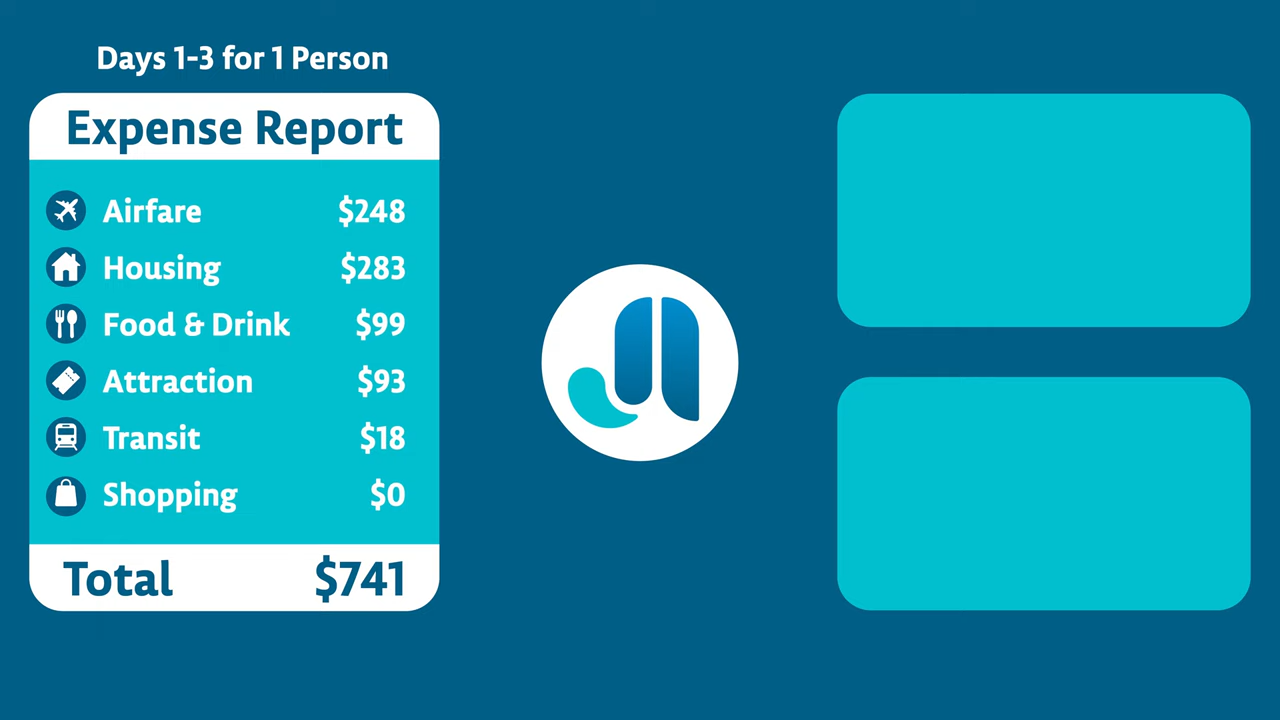 Days 1-3 for 1 Person
Expense Report
Airfare $248
Housing $283
Food & Drink $99
Attraction $93
Transit $18
Shopping $0
Total $741